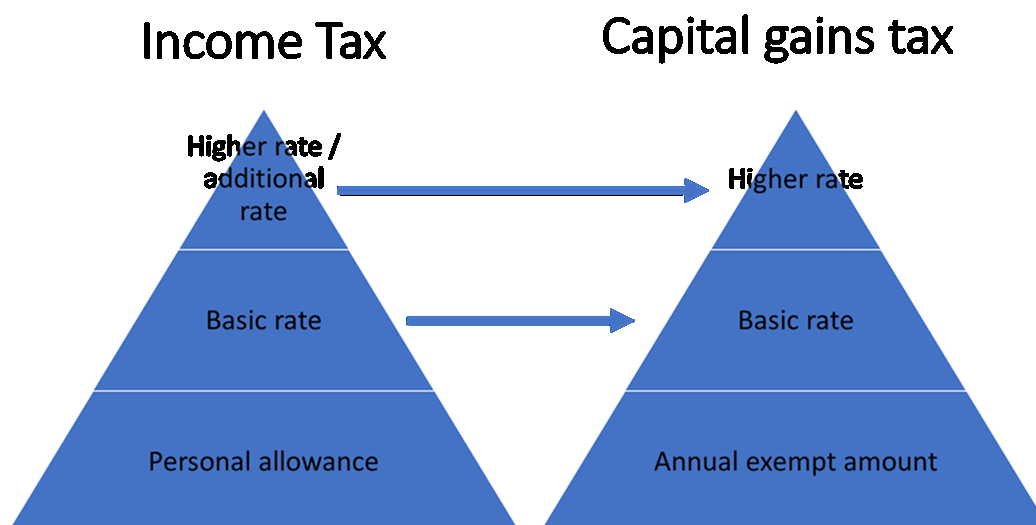 Income Tax
Capital gains tax
Higher rate /
additional
rate
Higher rate
Basic rate
Basic rate
Personal allowance
Annual exempt amount